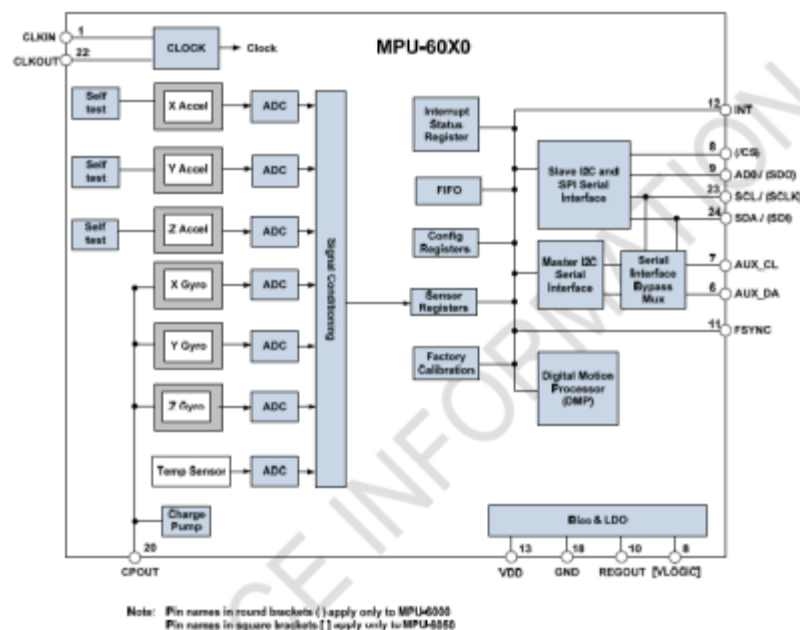 MPU-60X0
CLKIN 1
CLKOUT 22
CLOCK
Clock
Self test
X Accel
ADC
Self test
Y Accel
ADC
Self test
Z Accel
ADC
X Gyro
ADC
Y Gyro
ADC
Z Gyro
ADC
Temp Sensor
ADC
Charge Pump
20
CPOUT
Signal Conditioning
Interrupt Status Register
FIFO
Config Registers
Sensor Registers
Factory Calibration
Slave I2C and SPI Serial Interface
Master I2C Serial Interface
Serial Interface Bypass Mux
Digital Motion Processor (DMP)
12 INT
8 (/CS)
9 AD0 / (SDO)
23 SCL / (SCLK)
24 SDA / (SDI)
7 AUX_CL
6 AUX_DA
11 FSYNC
Bias & LDO
13 18 10 8
VDD GND REGOUT [VLOGIC]
Note: Pin names in round brackets ( ) apply only to MPU-6000
Pin names in square brackets [ ] apply only to MPU-6050
CE INFORMATION